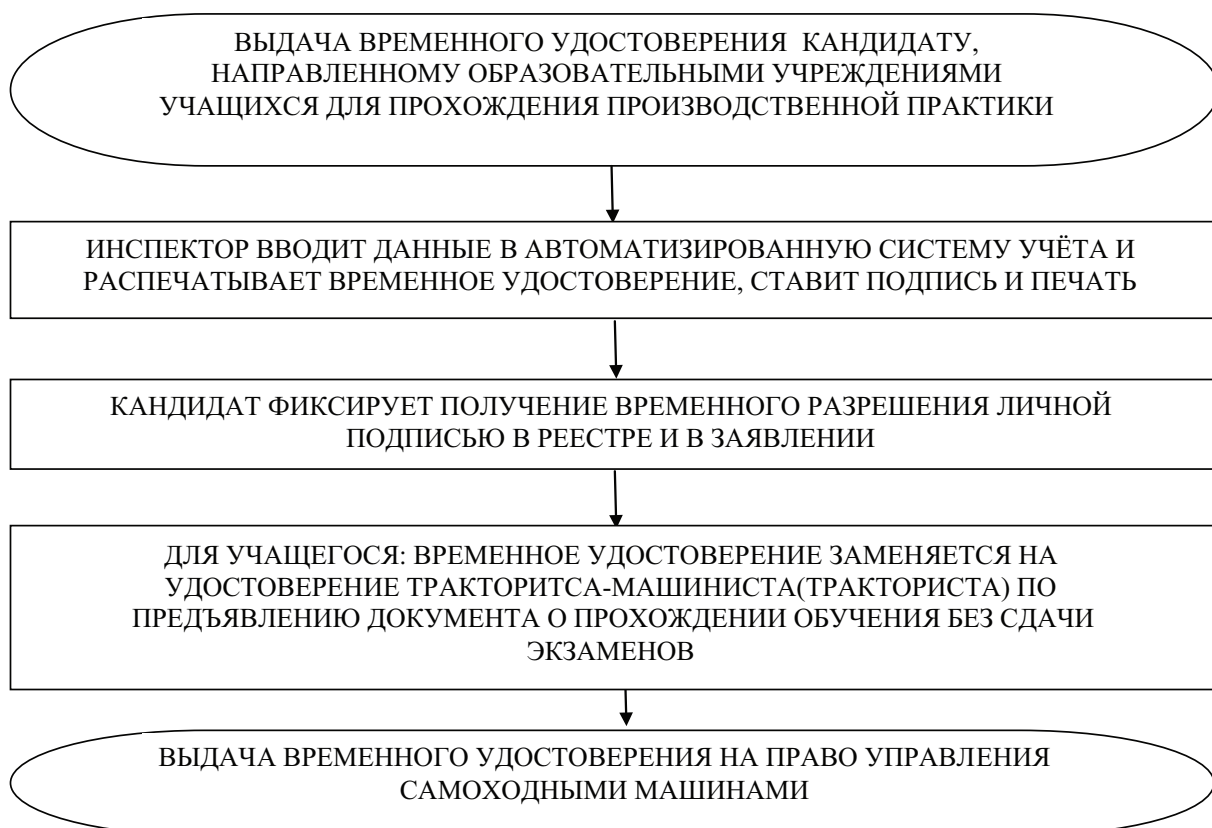 ВЫДАЧА ВРЕМЕННОГО УДОСТОВЕРЕНИЯ КАНДИДАТУ,
НАПРАВЛЕННОМУ ОБРАЗОВАТЕЛЬНЫМИ УЧРЕЖДЕНИЯМИ
УЧАЩИХСЯ ДЛЯ ПРОХОЖДЕНИЯ ПРОИЗВОДСТВЕННОЙ ПРАКТИКИ
ИНСПЕКТОР ВВОДИТ ДАННЫЕ В АВТОМАТИЗИРОВАННУЮ СИСТЕМУ УЧЁТА И
РАСПЕЧАТЫВАЕТ ВРЕМЕННОЕ УДОСТОВЕРЕНИЕ, СТАВИТ ПОДПИСЬ И ПЕЧАТЬ
КАНДИДАТ ФИКСИРУЕТ ПОЛУЧЕНИЕ ВРЕМЕННОГО РАЗРЕШЕНИЯ ЛИЧНОЙ
ПОДПИСЬЮ В РЕЕСТРЕ И В ЗАЯВЛЕНИИ
ДЛЯ УЧАЩЕГОСЯ: ВРЕМЕННОЕ УДОСТОВЕРЕНИЕ ЗАМЕНЯЕТСЯ НА
УДОСТОВЕРЕНИЕ ТРАКТОРИТСА-МАШИНИСТА(ТРАКТОРИСТА) ПО
ПРЕДЪЯВЛЕНИЮ ДОКУМЕНТА О ПРОХОЖДЕНИИ ОБУЧЕНИЯ БЕЗ СДАЧИ
ЭКЗАМЕНОВ
ВЫДАЧА ВРЕМЕННОГО УДОСТОВЕРЕНИЯ НА ПРАВО УПРАВЛЕНИЯ
САМОХОДНЫМИ МАШИНАМИ